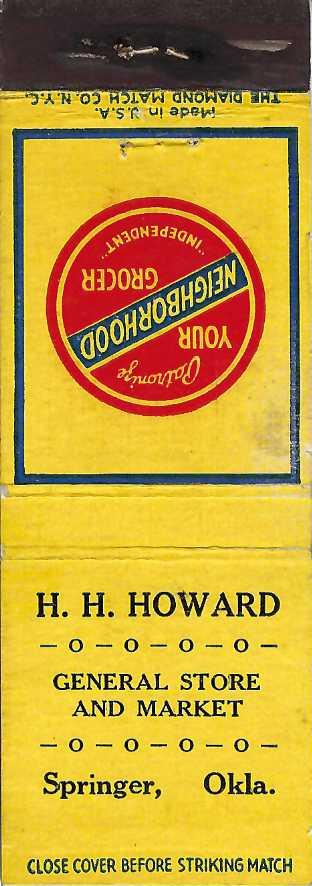 Made in U.S.A.
THE DIAMOND MATCH CO. N.Y.C.
Patronize
YOUR
NEIGHBORHOOD
GROCER
"INDEPENDENT"
H. H. HOWARD
—o—o—o—o—
GENERAL STORE
AND MARKET
—o—o—o—o—
Springer, Okla.
CLOSE COVER BEFORE STRIKING MATCH